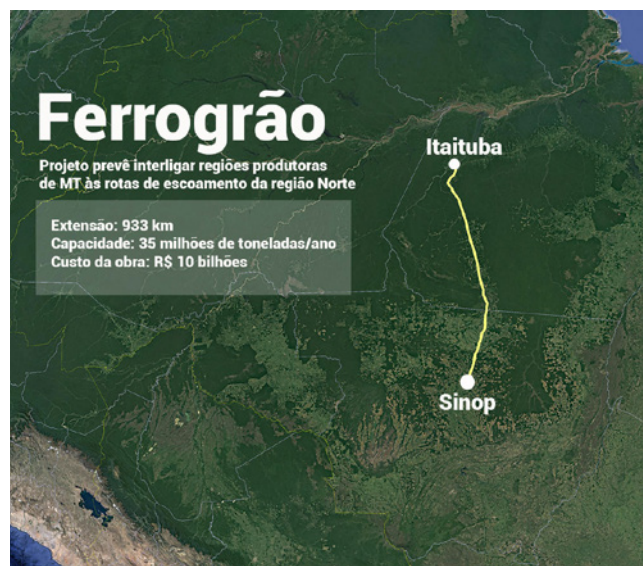 Ferrogrão
Projeto prevê interligar regiões produtoras
de MT às rotas de escoamento da região Norte
Extensão: 933 km
Capacidade: 35 milhões de toneladas/ano
Custo da obra: R$ 10 bilhões
Itaituba
Sinop